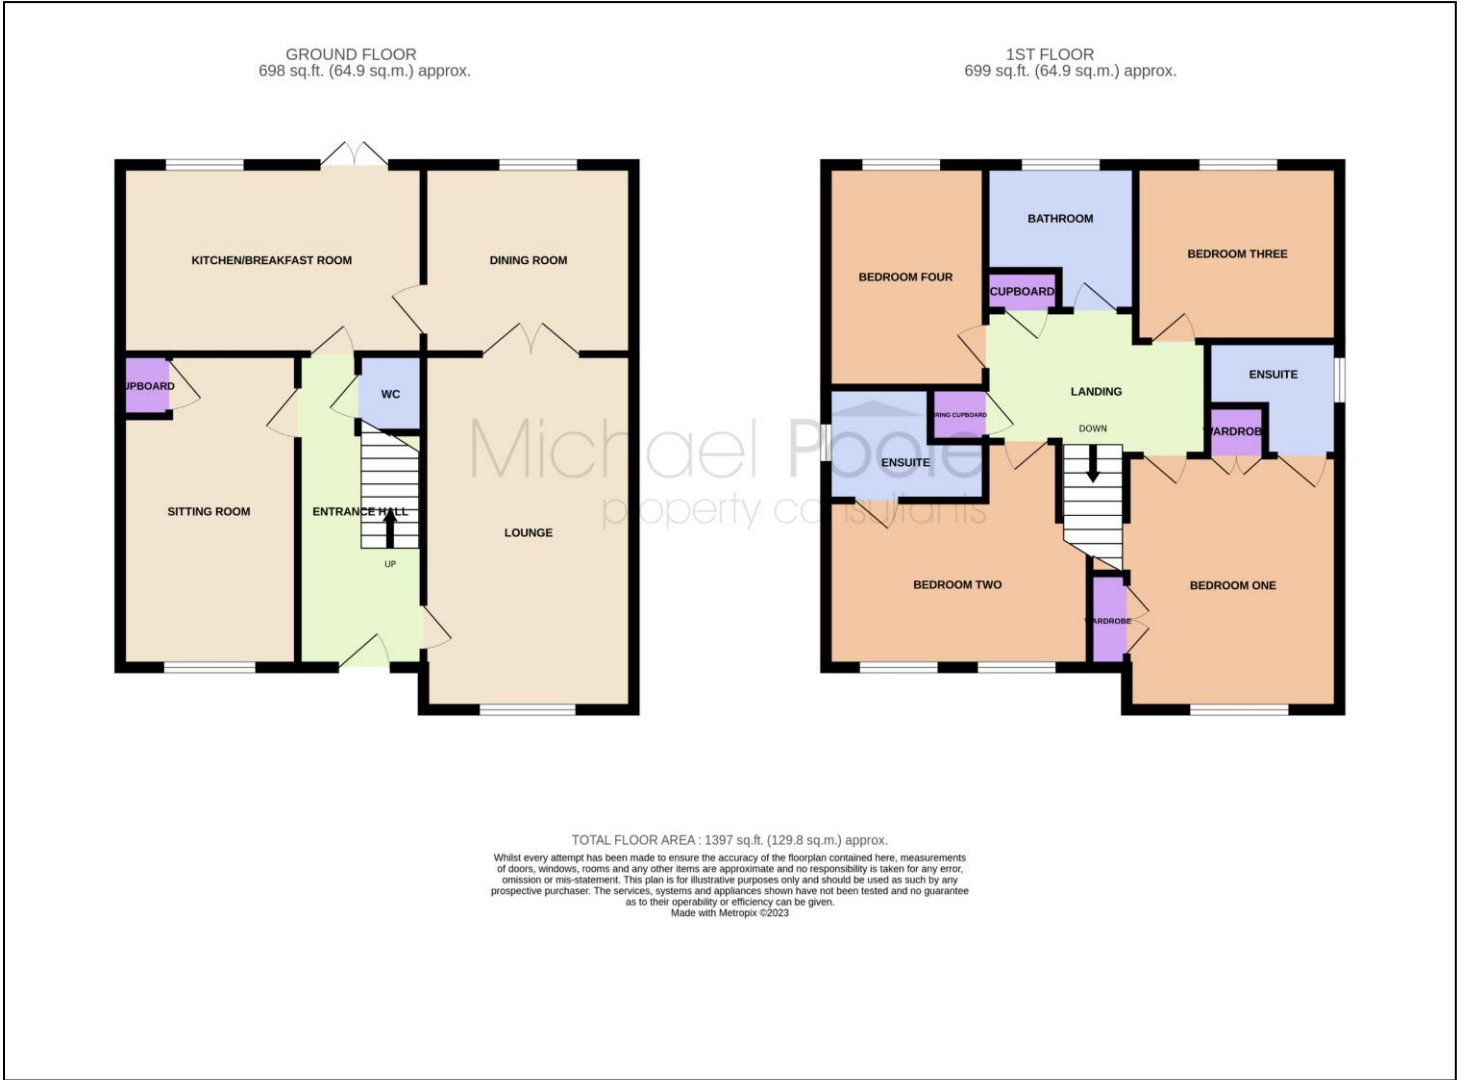 GROUND FLOOR
698 sq.ft. (64.9 sq.m.) approx.
1ST FLOOR
699 sq.ft. (64.9 sq.m.) approx.
KITCHEN/BREAKFAST ROOM
DINING ROOM
UPBOARD
WC
SITTING ROOM
ENTRANCE HALL
UP
LOUNGE
BATHROOM
BEDROOM THREE
BEDROOM FOUR
CUPBOARD
ENSUITE
LANDING
RING CUPBOARD
DOWN
WARDROB
ENSUITE
BEDROOM TWO
BEDROOM ONE
ARDROBE
Michael Poole
property consultants
TOTAL FLOOR AREA : 1397 sq.ft. (129.8 sq.m.) approx.
Whilst every attempt has been made to ensure the accuracy of the floorplan contained here, measurements
of doors, windows, rooms and any other items are approximate and no responsibility is taken for any error,
omission or mis-statement. This plan is for illustrative purposes only and should be used as such by any
prospective purchaser. The services, systems and appliances shown have not been tested and no guarantee
as to their operability or efficiency can be given.
Made with Metropix ©2023